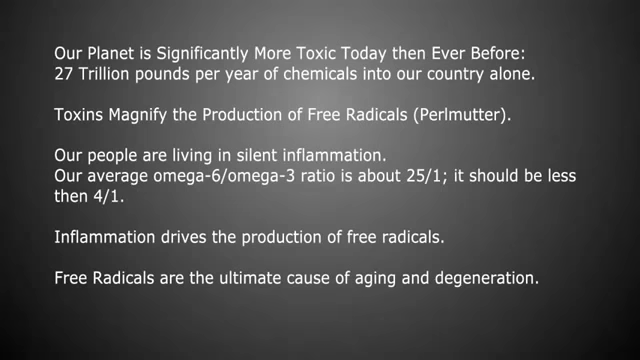 Our Planet is Significantly More Toxic Today then Ever Before:
27 Trillion pounds per year of chemicals into our country alone.
Toxins Magnify the Production of Free Radicals (Perlmutter).
Our people are living in silent inflammation.
Our average omega-6/omega-3 ratio is about 25/1; it should be less
then 4/1.
Inflammation drives the production of free radicals.
Free Radicals are the ultimate cause of aging and degeneration.